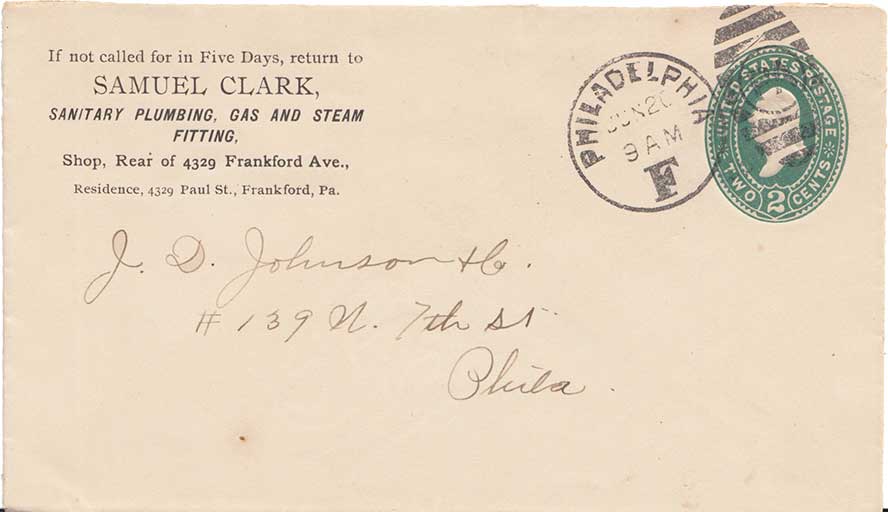 If not called for in Five Days, return to
SAMUEL CLARK,
SANITARY PLUMBING, GAS AND STEAM
FITTING,
Shop, Rear of 4329 Frankford Ave.,
Residence, 4329 Paul St., Frankford, Pa.
PHILADELPHIA
JUN 20
9 AM
F
UNITED STATES POSTAGE
TWO 2 CENTS
J. D. Johnson & Co.
# 139 N. 7th St
Phila.